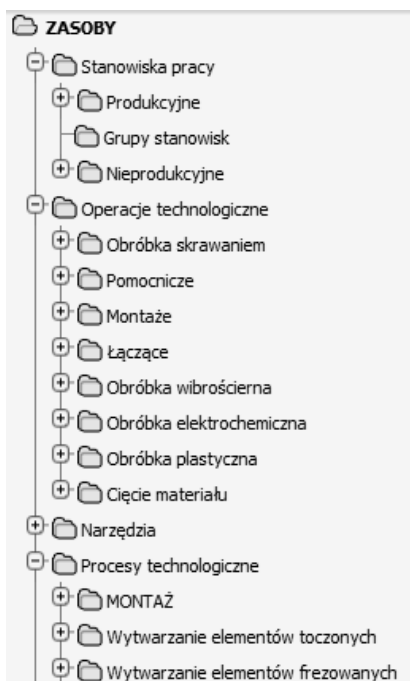 ZASOBY
Stanowiska pracy
Produkcyjne
Grupy stanowisk
Nieprodukcyjne
Operacje technologiczne
Obróbka skrawaniem
Pomocnicze
Montaże
Łączące
Obróbka wibrościerna
Obróbka elektrochemiczna
Obróbka plastyczna
Cięcie materiału
Narzędzia
Procesy technologiczne
MONTAŻ
Wytwarzanie elementów toczonych
Wytwarzanie elementów frezowanych